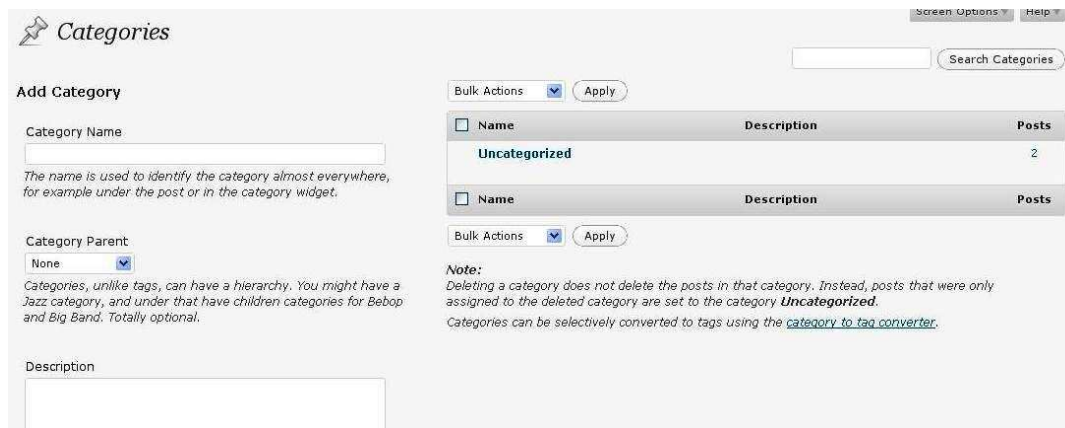 Screen Options Help
Categories
Search Categories
Add Category
Category Name
The name is used to identify the category almost everywhere,
for example under the post or in the category widget.
Category Parent
None
Categories, unlike tags, can have a hierarchy. You might have a
Jazz category, and under that have children categories for Bebop
and Big Band. Totally optional.
Description
Bulk Actions Apply
Name Description Posts
Uncategorized 2
Name Description Posts
Bulk Actions Apply
Note:
Deleting a category does not delete the posts in that category. Instead, posts that were only
assigned to the deleted category are set to the category Uncategorized.
Categories can be selectively converted to tags using the category to tag converter.